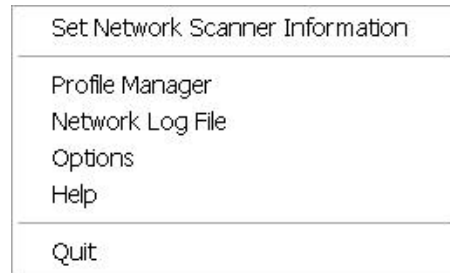 Set Network Scanner Information
Profile Manager
Network Log File
Options
Help
Quit